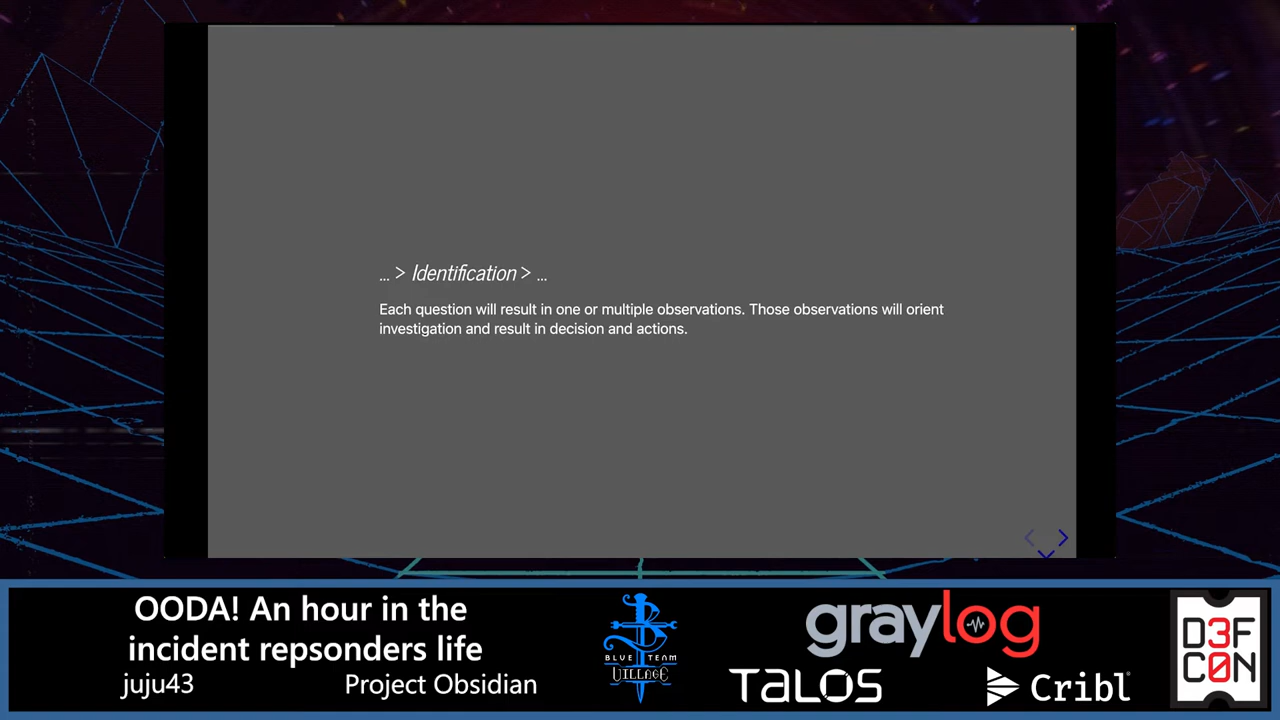 ... > Identification > ...
Each question will result in one or multiple observations. Those observations will orient
investigation and result in decision and actions.
OODA! An hour in the
incident repsonders life
juju43
Project Obsidian
BLUE TEAM
VILLAGE
graylog
TALOS
Cribl
D3F
C0N